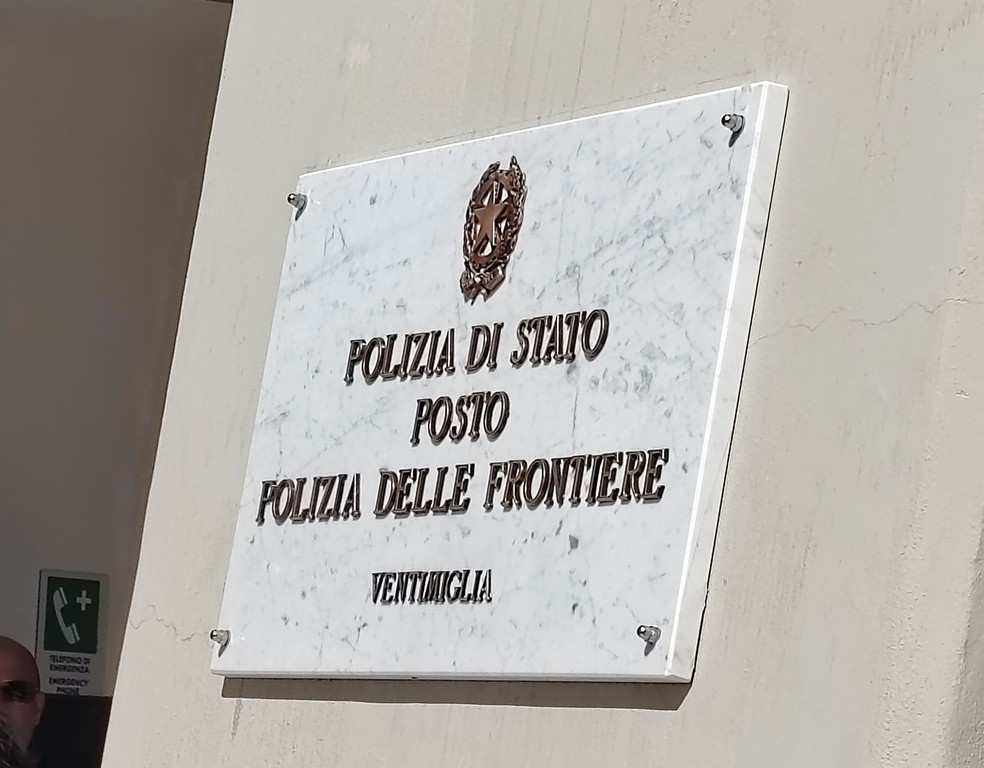 POLIZIA DI STATO
POSTO
POLIZIA DELLE FRONTIERE
VENTIMIGLIA
TELEFONO DI
EMERGENZA
EMERGENCY
PHONE